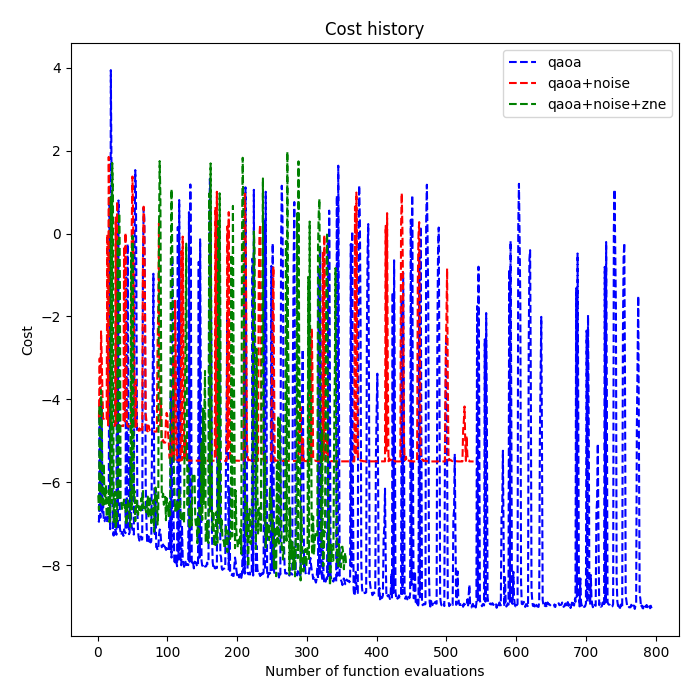 Cost history
qaoa
qaoa+noise
qaoa+noise+zne
4
2
0
−2
−4
−6
−8
Cost
0 100 200 300 400 500 600 700 800
Number of function evaluations